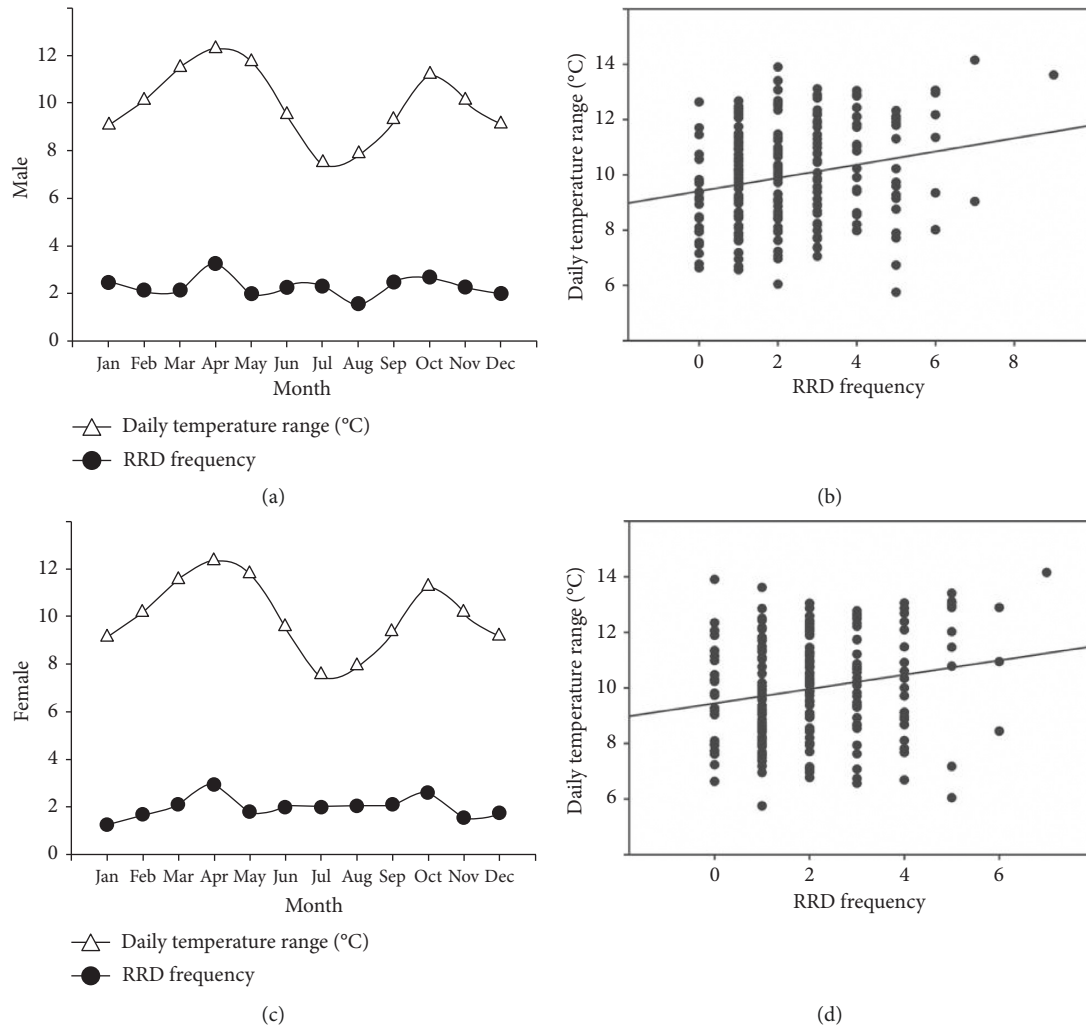 Male
12
10
8
6
4
2
0
Jan Feb Mar Apr May Jun Jul Aug Sep Oct Nov Dec
Month
Daily temperature range (°C)
RRD frequency
(a)
Daily temperature range (°C)
14
12
10
8
6
0 2 4 6 8
RRD frequency
(b)
Female
12
10
8
6
4
2
0
Jan Feb Mar Apr May Jun Jul Aug Sep Oct Nov Dec
Month
Daily temperature range (°C)
RRD frequency
(c)
Daily temperature range (°C)
14
12
10
8
6
0 2 4 6
RRD frequency
(d)